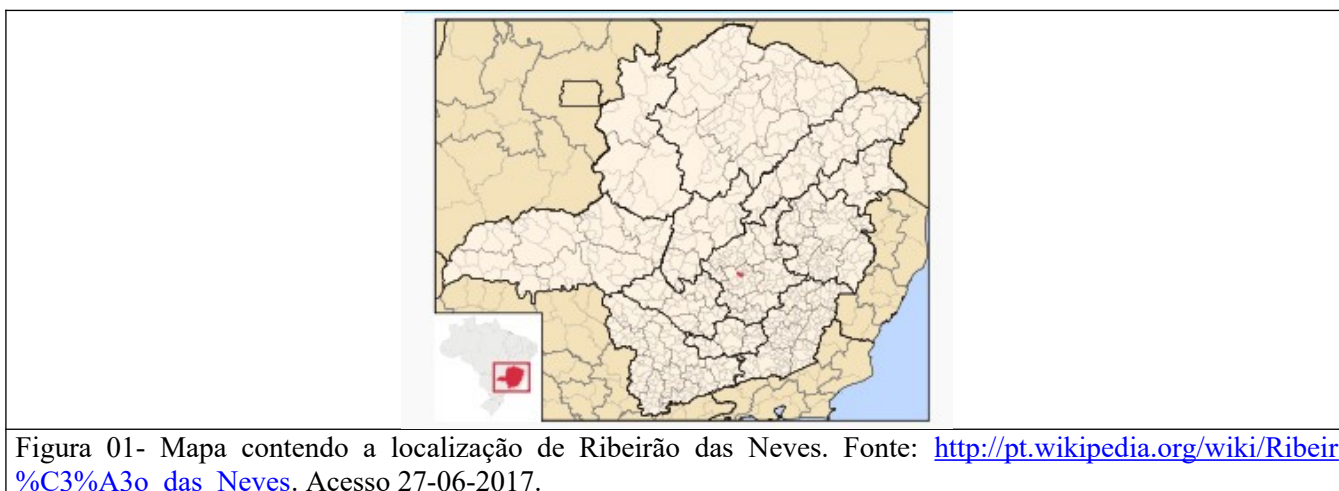 Figura 01- Mapa contendo a localização de Ribeirão das Neves. Fonte: http://pt.wikipedia.org/wiki/Ribeir
%C3%A3o_das_Neves. Acesso 27-06-2017.